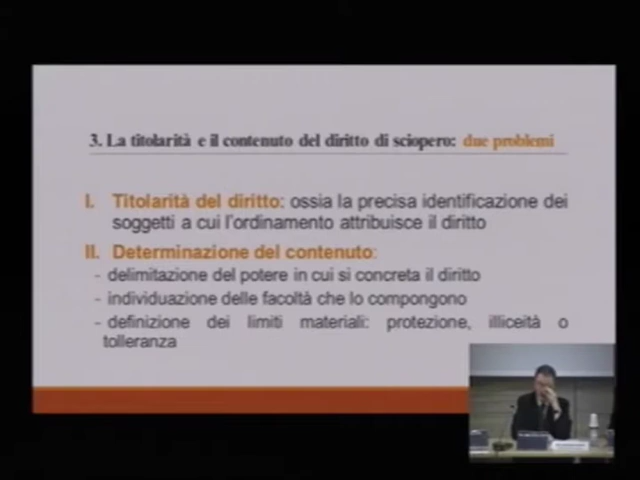 3. La titolarità e il contenuto del diritto di sciopero: due problemi
I. Titolarità del diritto: ossia la precisa identificazione dei
soggetti a cui l'ordinamento attribuisce il diritto
II. Determinazione del contenuto:
- delimitazione del potere in cui si concreta il diritto
- individuazione delle facoltà che lo compongono
- definizione dei limiti materiali: protezione, illiceità o
tolleranza